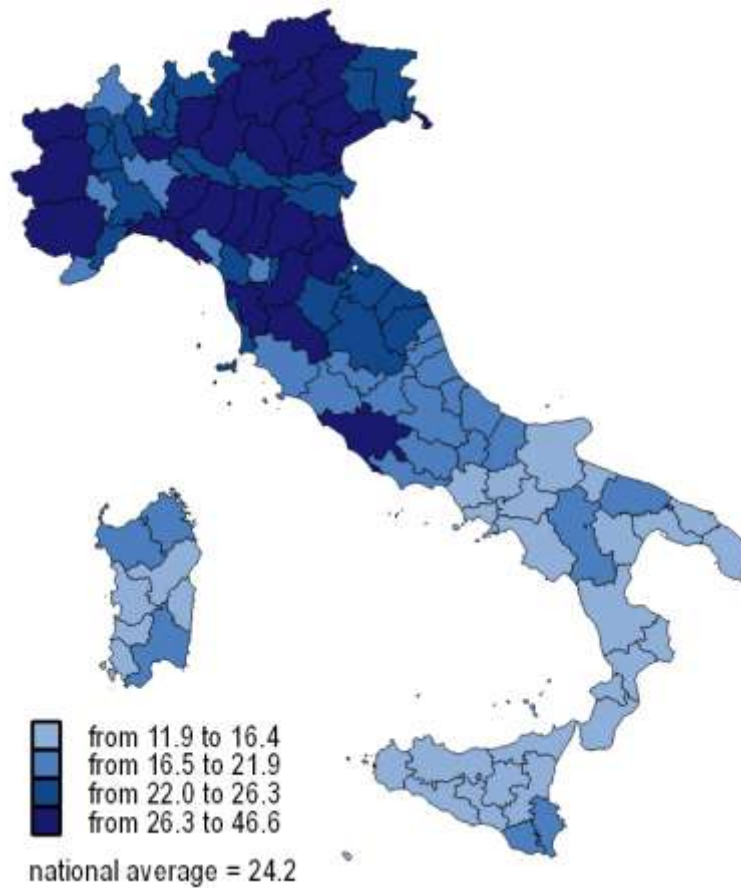 from 11.9 to 16.4
from 16.5 to 21.9
from 22.0 to 26.3
from 26.3 to 46.6
national average = 24.2